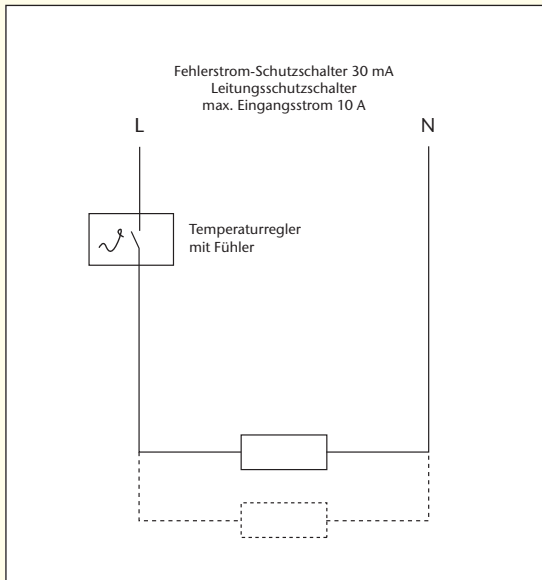 Fehlerstrom-Schutzschalter 30 mA
Leitungsschutzschalter
max. Eingangsstrom 10 A
L
N
Temperaturregler
mit Fühler